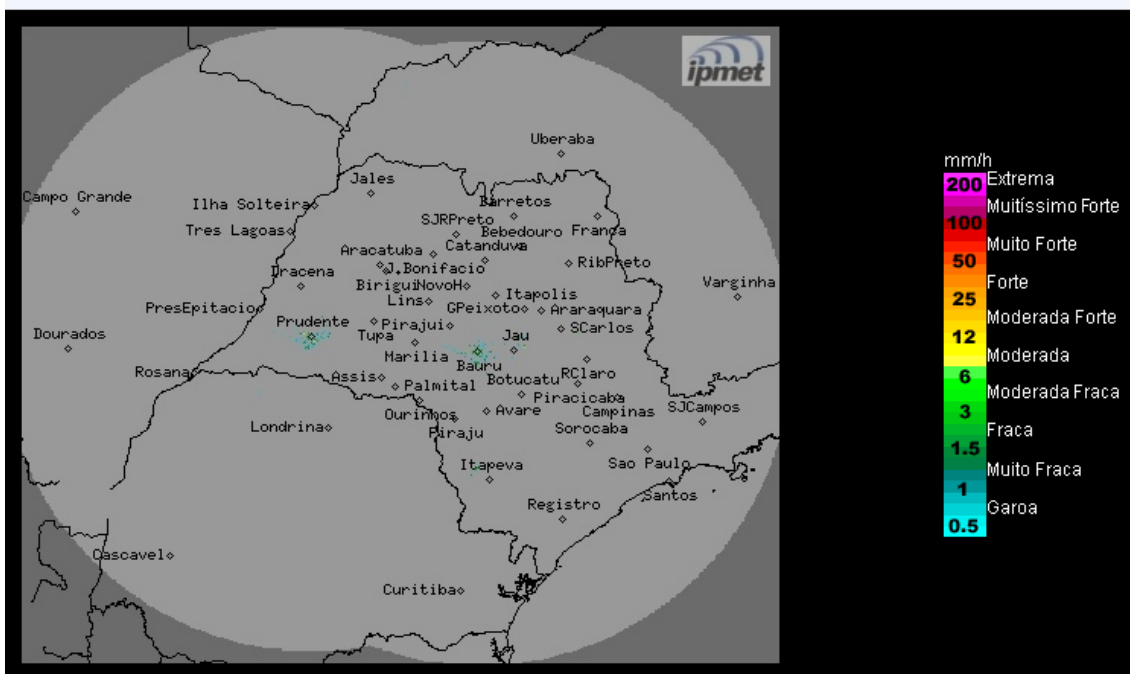 ipmet
Uberaba
Jales
Campo Grande
Ilha Solteira
Barretos
SJRPreto
Tres Lagoas
Bebedouro
Franca
Aracatuba
Catanduva
J.Bonifacio
RibPreto
Dracena
Birigui
NovoH
Itapolis
Varginha
PresEpitacio
Lins
GPeixoto
Araraquara
Prudente
Pirajui
SCarlos
Dourados
Tupa
Jau
Marilia
Bauru
Rosana
Assis
RClaro
Botucatu
Palmital
Piracicaba
Ourinhos
Avare
Campinas
SJCampos
Londrina
Piraju
Sorocaba
Itapeva
Sao Paulo
Santos
Registro
Cascavel
Curitiba
mm/h
200 Extrema
Muitíssimo Forte
100
Muito Forte
50
Forte
25
Moderada Forte
12
Moderada
6
Moderada Fraca
3
Fraca
1.5
Muito Fraca
1
Garoa
0.5